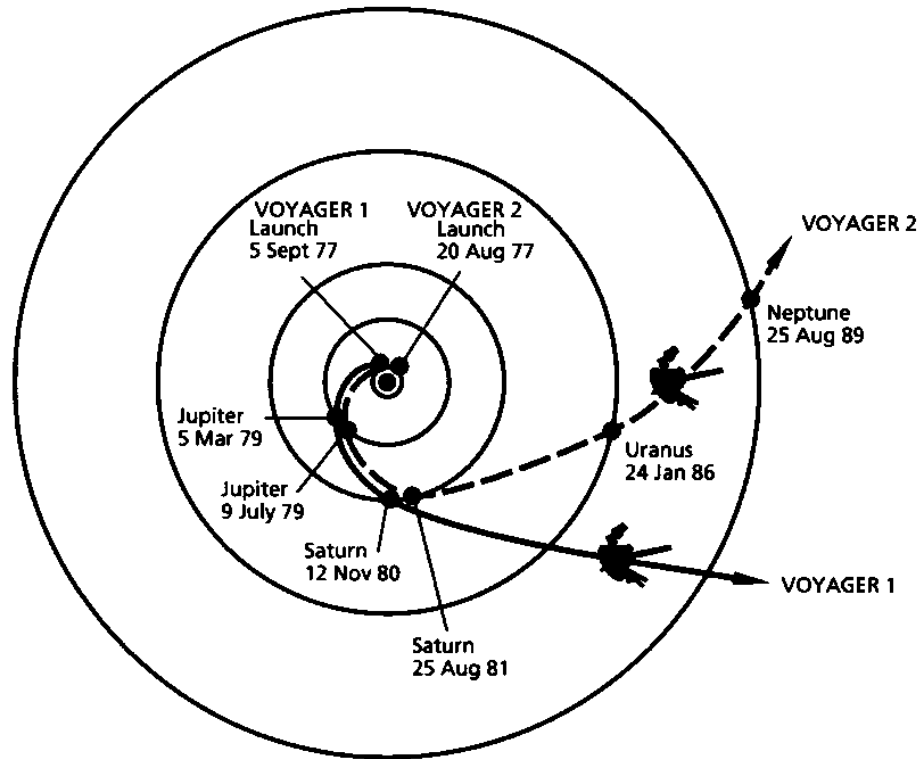 VOYAGER 1
Launch
5 Sept 77
VOYAGER 2
Launch
20 Aug 77
VOYAGER 2
Neptune
25 Aug 89
Jupiter
5 Mar 79
Uranus
24 Jan 86
Jupiter
9 July 79
Saturn
12 Nov 80
VOYAGER 1
Saturn
25 Aug 81